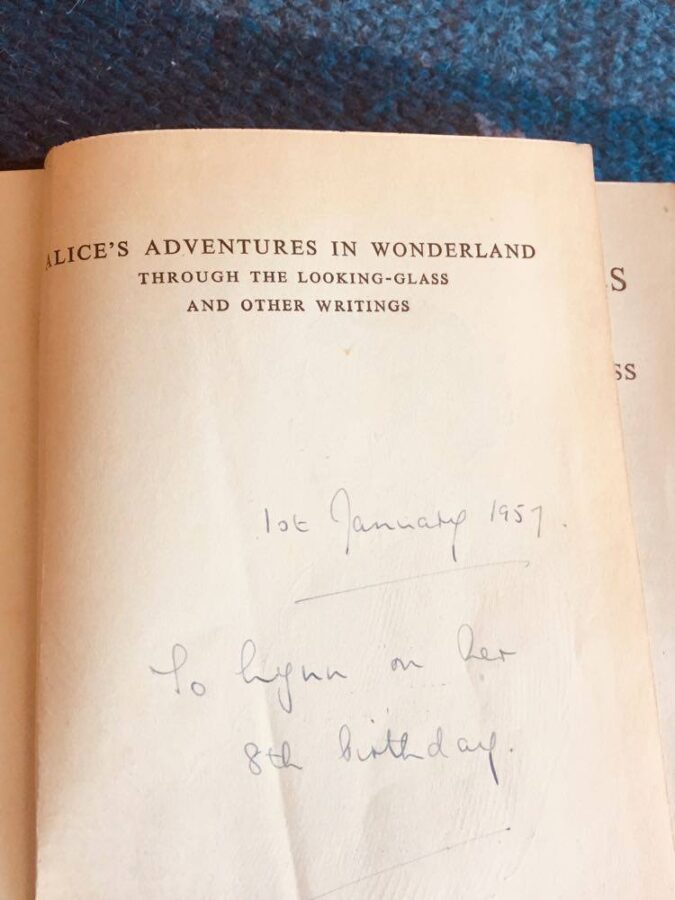 ALICE'S ADVENTURES IN WONDERLAND
THROUGH THE LOOKING-GLASS
AND OTHER WRITINGS
S
SS
1st January 1957.
To Lynn on her
8th birthday.